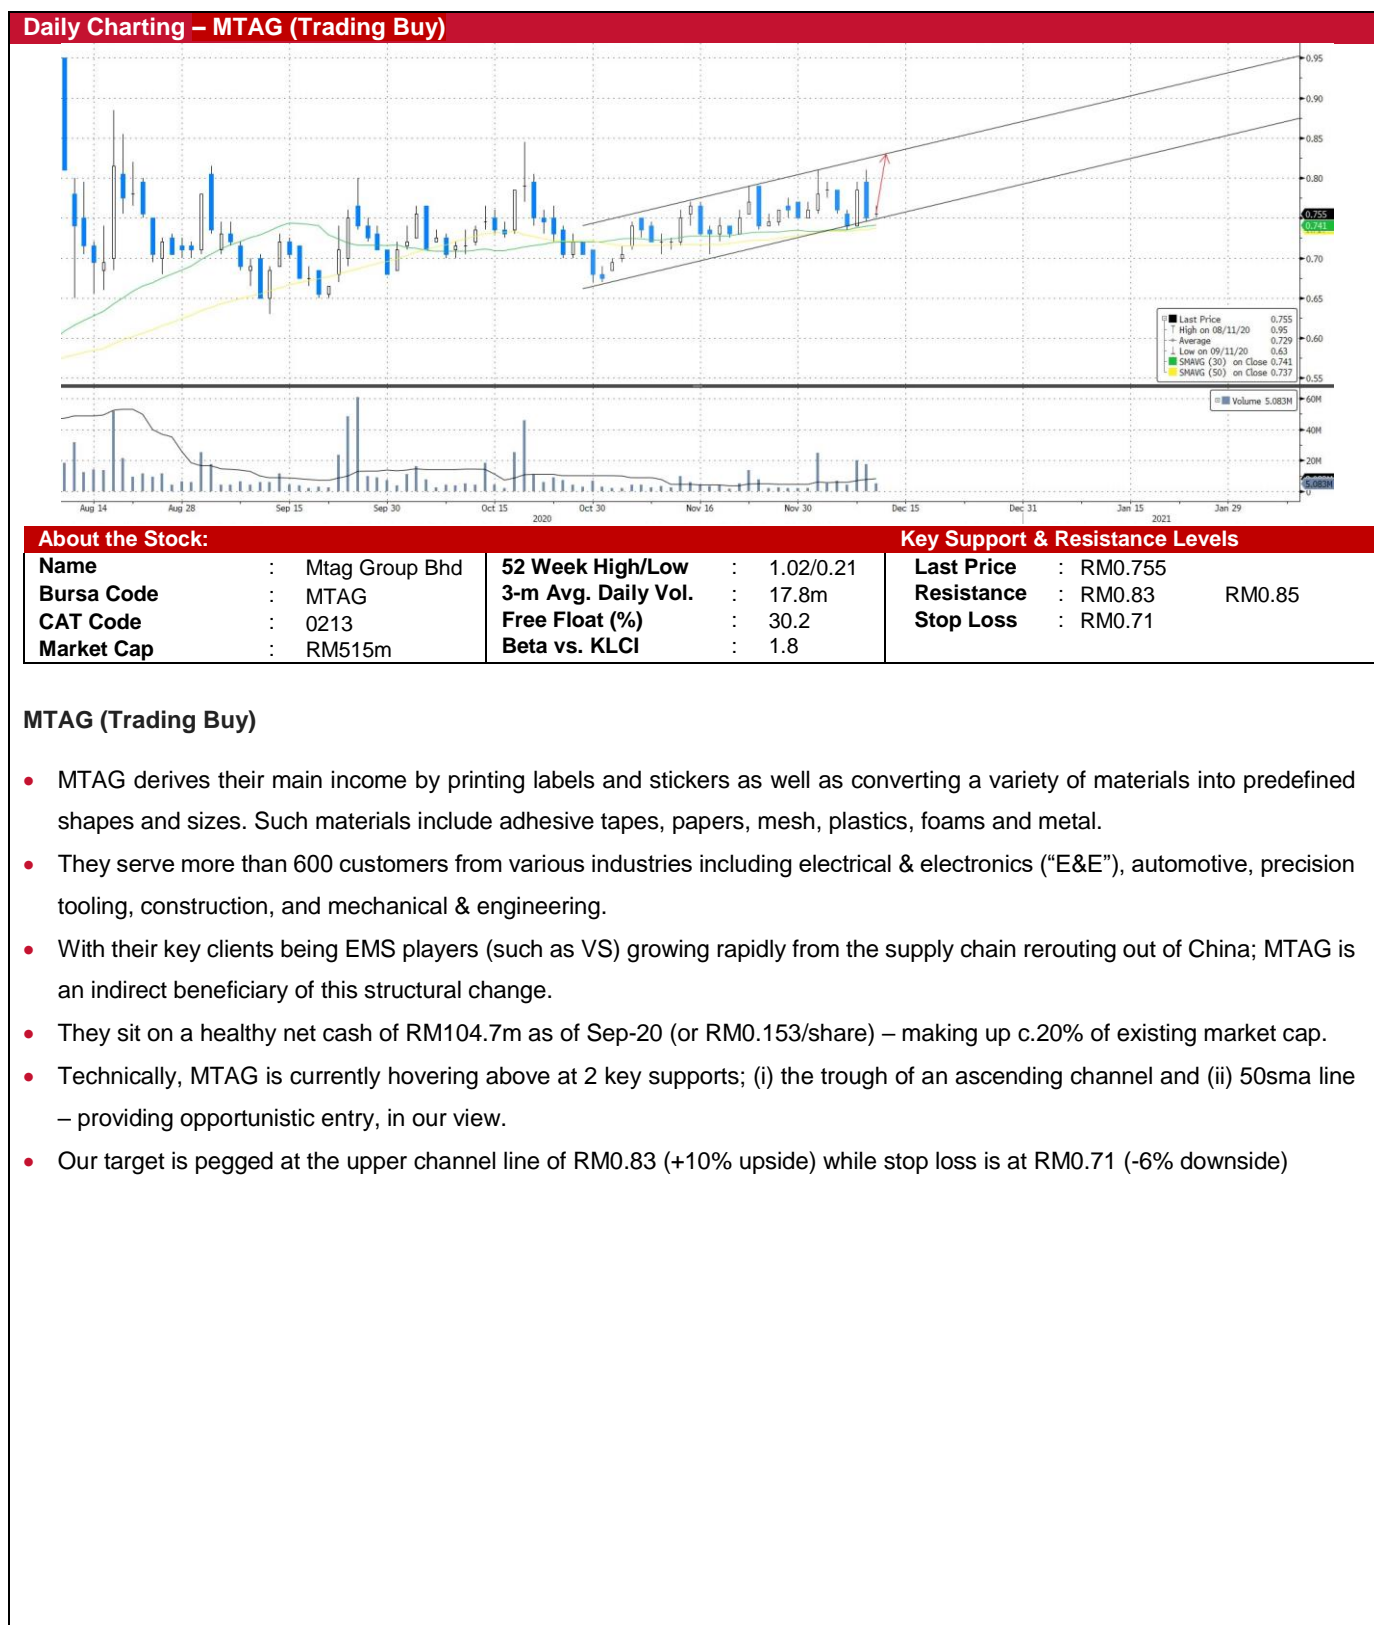 Daily Charting – MTAG (Trading Buy)
0.95
0.90
0.85
0.80
0.755
0.741
0.70
0.65
0.60
0.55
Last Price 0.755
High on 08/11/20 0.95
Average 0.729
Low on 09/11/20 0.63
SMAVG (30) on Close 0.741
SMAVG (50) on Close 0.737
Volume 5.083M
60M
40M
20M
5.083M
0
Aug 14 Aug 28 Sep 15 Sep 30 Oct 15 Oct 30 Nov 16 Nov 30 Dec 15 Dec 31 Jan 15 Jan 29
2020 2021
About the Stock: Key Support & Resistance Levels
Name : Mtag Group Bhd 52 Week High/Low : 1.02/0.21 Last Price : RM0.755
Bursa Code : MTAG 3-m Avg. Daily Vol. : 17.8m Resistance : RM0.83 RM0.85
CAT Code : 0213 Free Float (%) : 30.2 Stop Loss : RM0.71
Market Cap : RM515m Beta vs. KLCI : 1.8
MTAG (Trading Buy)
• MTAG derives their main income by printing labels and stickers as well as converting a variety of materials into predefined
shapes and sizes. Such materials include adhesive tapes, papers, mesh, plastics, foams and metal.
• They serve more than 600 customers from various industries including electrical & electronics (“E&E”), automotive, precision
tooling, construction, and mechanical & engineering.
• With their key clients being EMS players (such as VS) growing rapidly from the supply chain rerouting out of China; MTAG is
an indirect beneficiary of this structural change.
• They sit on a healthy net cash of RM104.7m as of Sep-20 (or RM0.153/share) – making up c.20% of existing market cap.
• Technically, MTAG is currently hovering above at 2 key supports; (i) the trough of an ascending channel and (ii) 50sma line
– providing opportunistic entry, in our view.
• Our target is pegged at the upper channel line of RM0.83 (+10% upside) while stop loss is at RM0.71 (-6% downside)